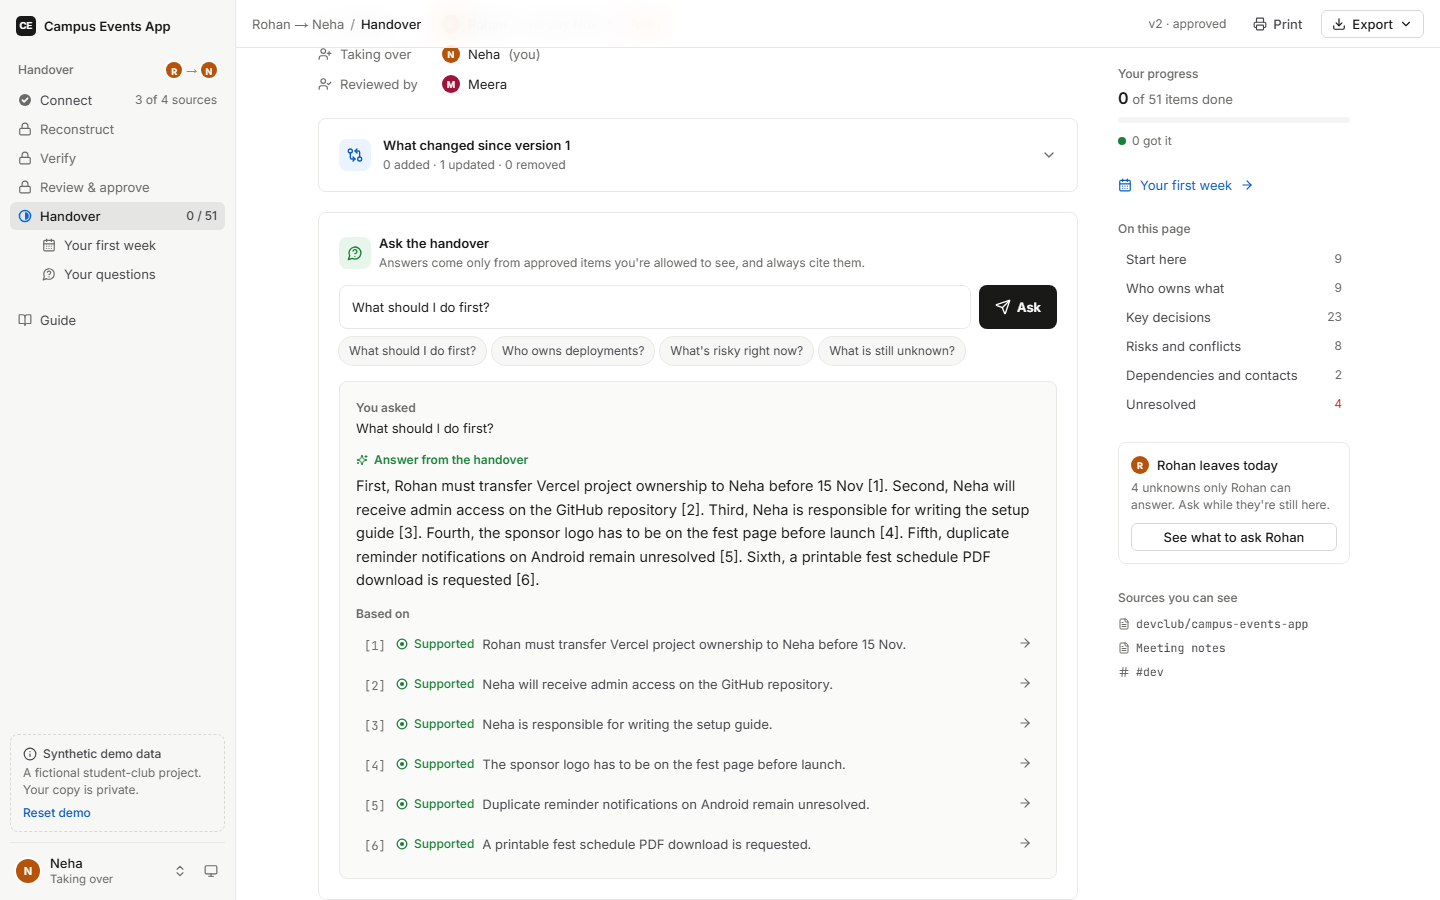 CE Campus Events App
Handover R → N
Connect 3 of 4 sources
Reconstruct
Verify
Review & approve
Handover 0 / 51
Your first week
Your questions
Guide
Synthetic demo data
A fictional student-club project.
Your copy is private.
Reset demo
N Neha
Taking over
Rohan → Neha / Handover
v2 · approved
Print
Export
Taking over N Neha (you)
Reviewed by M Meera
What changed since version 1
0 added · 1 updated · 0 removed
Ask the handover
Answers come only from approved items you're allowed to see, and always cite them.
What should I do first?
Ask
What should I do first? Who owns deployments? What's risky right now? What is still unknown?
You asked
What should I do first?
Answer from the handover
First, Rohan must transfer Vercel project ownership to Neha before 15 Nov [1]. Second, Neha will
receive admin access on the GitHub repository [2]. Third, Neha is responsible for writing the setup
guide [3]. Fourth, the sponsor logo has to be on the fest page before launch [4]. Fifth, duplicate
reminder notifications on Android remain unresolved [5]. Sixth, a printable fest schedule PDF
download is requested [6].
Based on
[1] Supported Rohan must transfer Vercel project ownership to Neha before 15 Nov.
[2] Supported Neha will receive admin access on the GitHub repository.
[3] Supported Neha is responsible for writing the setup guide.
[4] Supported The sponsor logo has to be on the fest page before launch.
[5] Supported Duplicate reminder notifications on Android remain unresolved.
[6] Supported A printable fest schedule PDF download is requested.
Your progress
0 of 51 items done
0 got it
Your first week →
On this page
Start here 9
Who owns what 9
Key decisions 23
Risks and conflicts 8
Dependencies and contacts 2
Unresolved 4
R Rohan leaves today
4 unknowns only Rohan can
answer. Ask while they're still here.
See what to ask Rohan
Sources you can see
devclub/campus-events-app
Meeting notes
# #dev